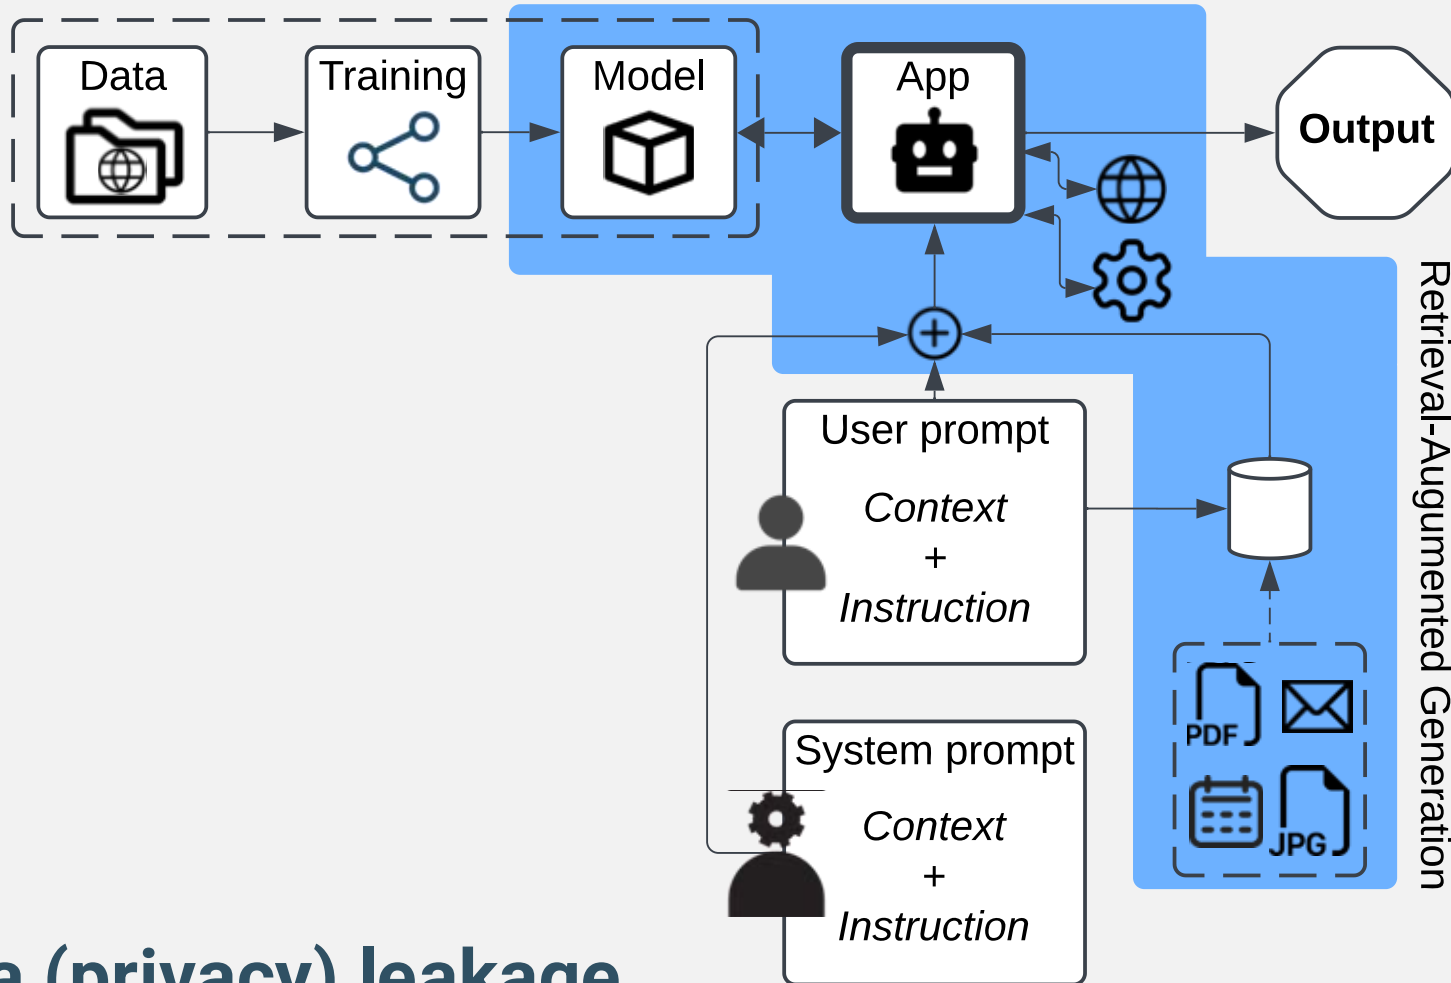 Data
Training
Model
App
Output
User prompt
Context
+
Instruction
System prompt
Context
+
Instruction
PDF
JPG
Retrieval-Augumented Generation
a (privacy) leakage